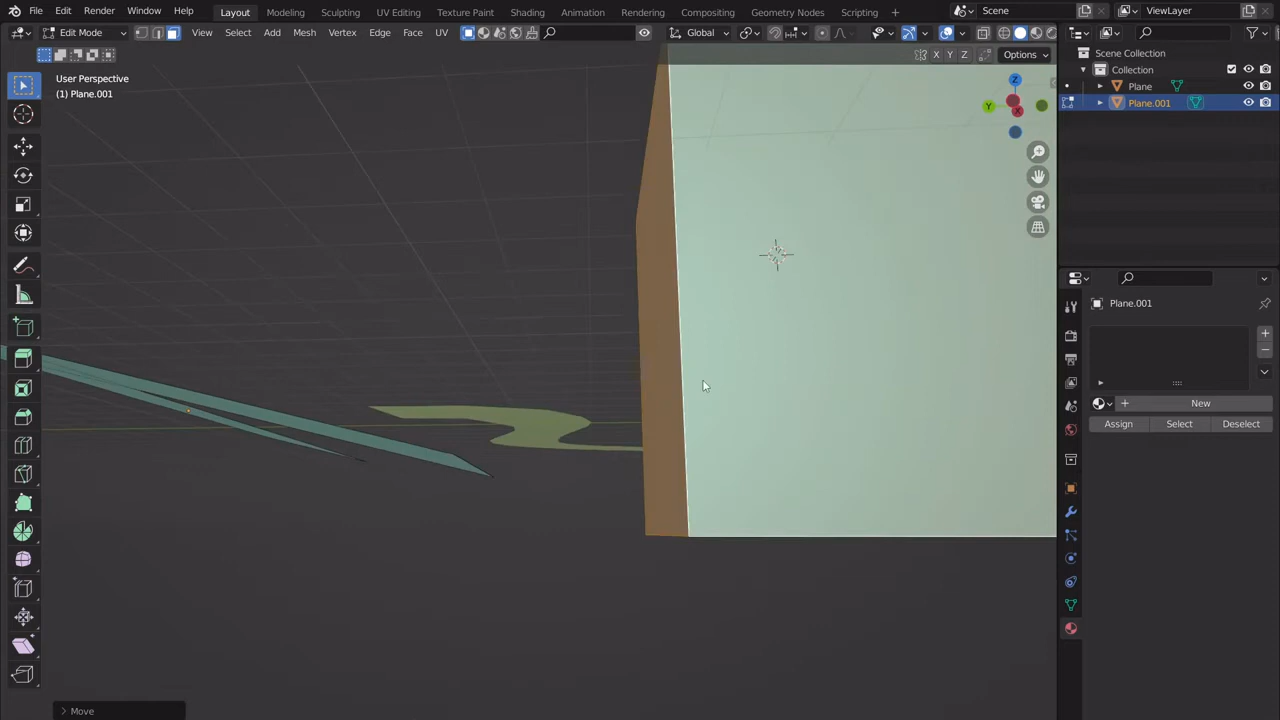 File Edit Render Window Help Layout Modeling Sculpting UV Editing Texture Paint Shading Animation Rendering Compositing Geometry Nodes Scripting + Scene ViewLayer
Edit Mode View Select Add Mesh Vertex Edge Face UV Global
X Y Z Options
User Perspective
(1) Plane.001
Z
Y
X
Move
Scene Collection
Collection
Plane
Plane.001
Plane.001
New
Assign Select Deselect